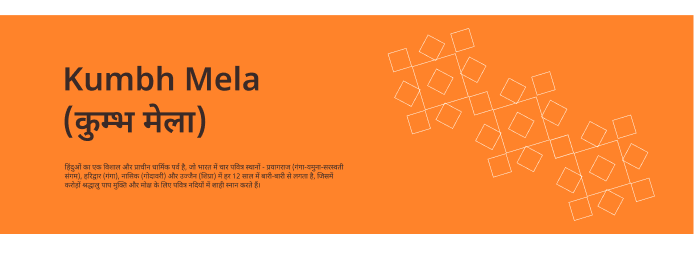 Kumbh Mela
(कुम्भ मेला)
हिंदुओं का एक विशाल और प्राचीन धार्मिक पर्व है, जो भारत में चार पवित्र स्थानों - प्रयागराज (गंगा-यमुना-सरस्वती
संगम), हरिद्वार (गंगा), नासिक (गोदावरी) और उज्जैन (शिप्रा) में हर 12 साल में बारी-बारी से लगता है, जिसमें
करोड़ों श्रद्धालु पाप मुक्ति और मोक्ष के लिए पवित्र नदियों में शाही स्नान करते हैं।